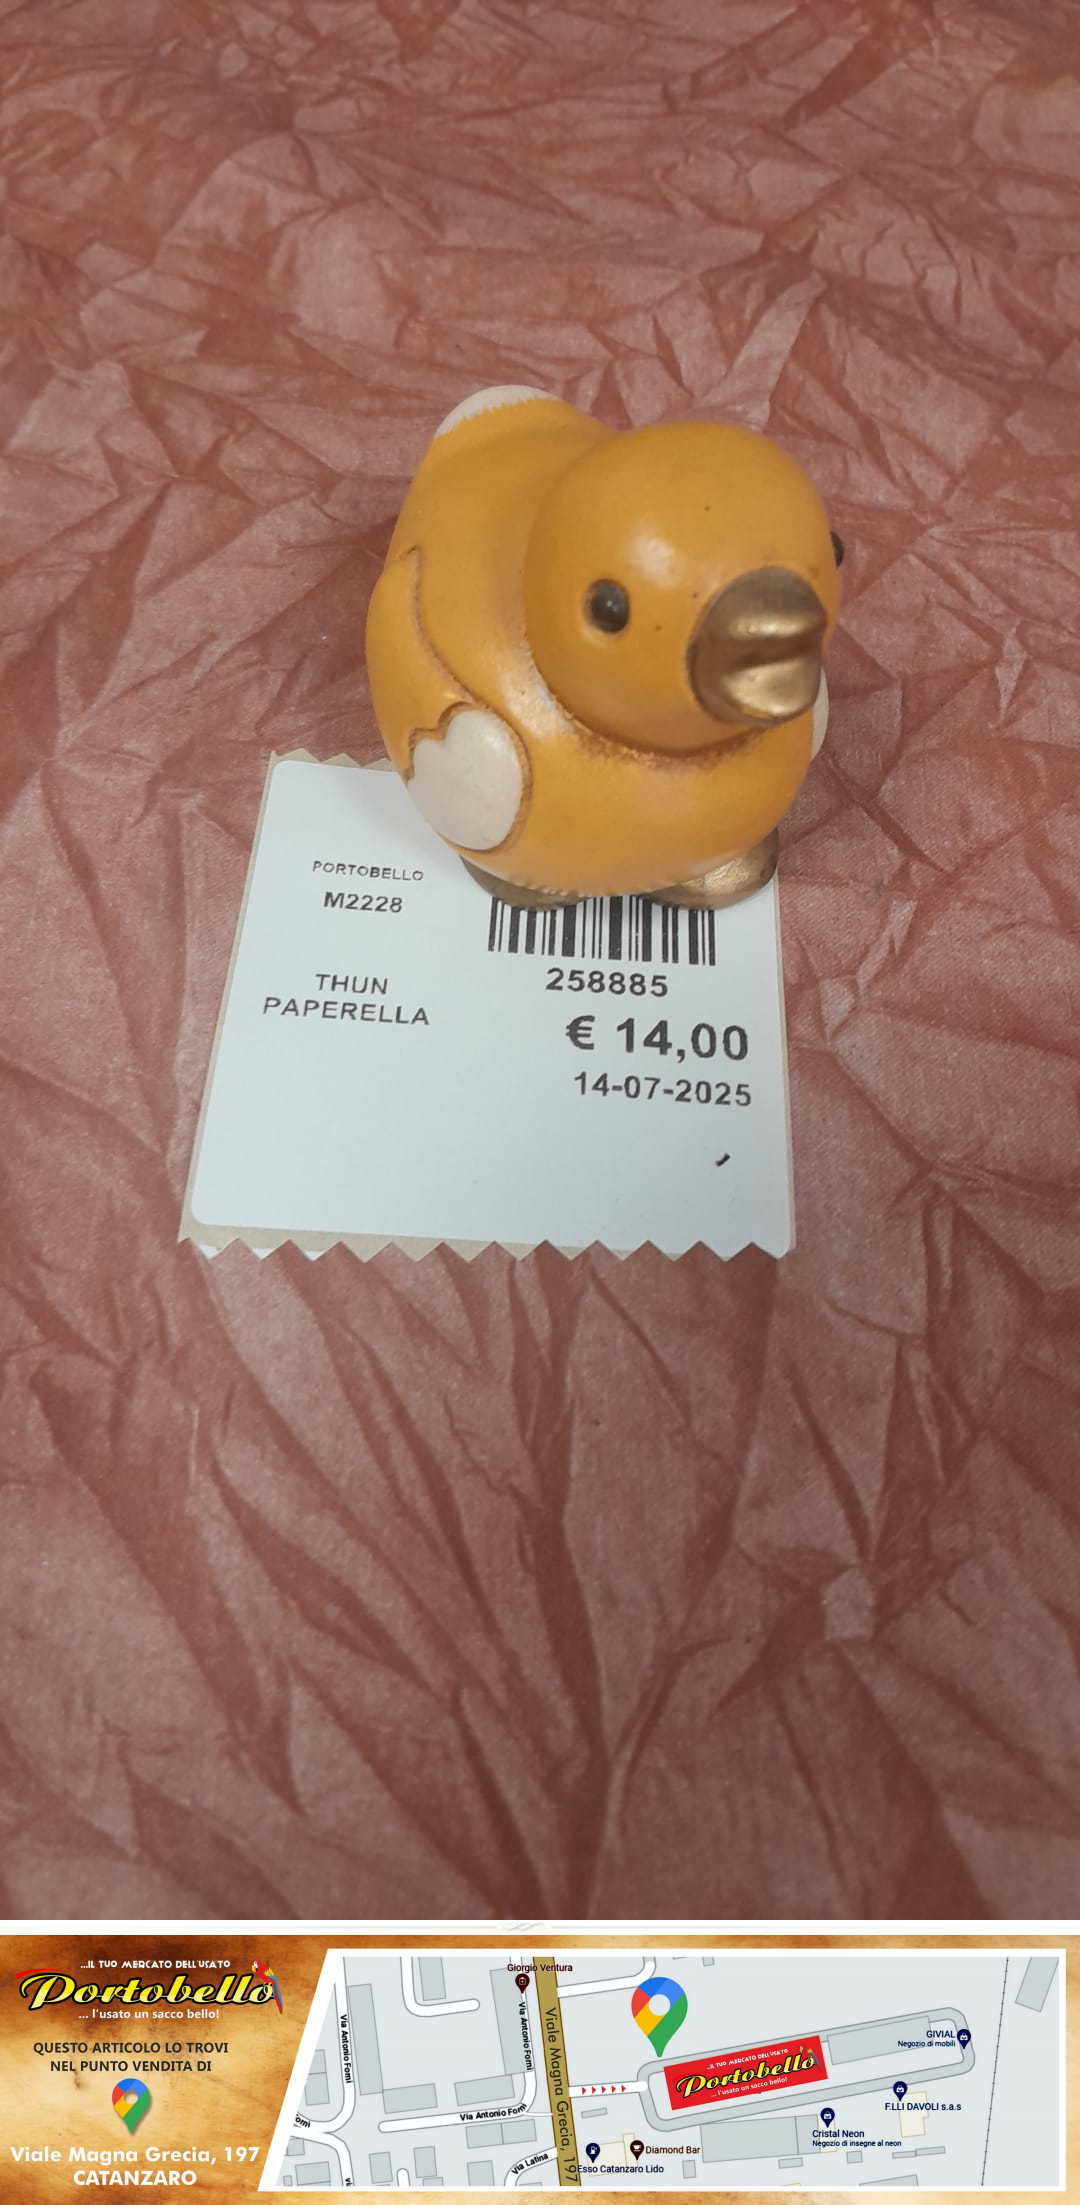 PORTOBELLO
M2228
THUN
PAPERELLA
258885
€ 14,00
14-07-2025
...IL TUO MERCATO DELL'USATO
Portobello
... l'usato un sacco bello!
QUESTO ARTICOLO LO TROVI
NEL PUNTO VENDITA DI
Viale Magna Grecia, 197
CATANZARO
Giorgio Ventura
Via Antonio Forni
Via Antonio Forni
Viale Magna Grecia, 197
GIVIAL
Negozio di mobili
...IL TUO MERCATO DELL'USATO
Portobello
... l'usato un sacco bello!
F.LLI DAVOLI s.a.s
Via Antonio Forni
Cristal Neon
Negozio di insegne al neon
Diamond Bar
Via Latina
Esso Catanzaro Lido